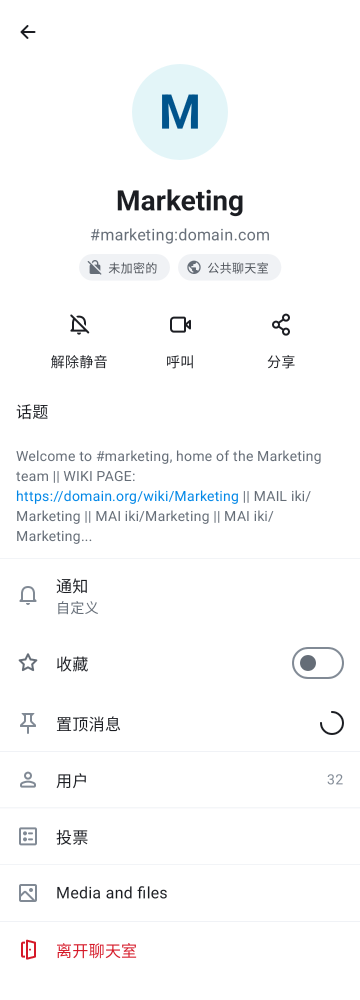 M
Marketing
#marketing:domain.com
未加密的 公共聊天室
解除静音 呼叫 分享
话题
Welcome to #marketing, home of the Marketing
team || WIKI PAGE:
https://domain.org/wiki/Marketing || MAIL iki/
Marketing || MAI iki/Marketing || MAI iki/
Marketing...
通知
自定义
收藏
置顶消息
用户 32
投票
Media and files
离开聊天室